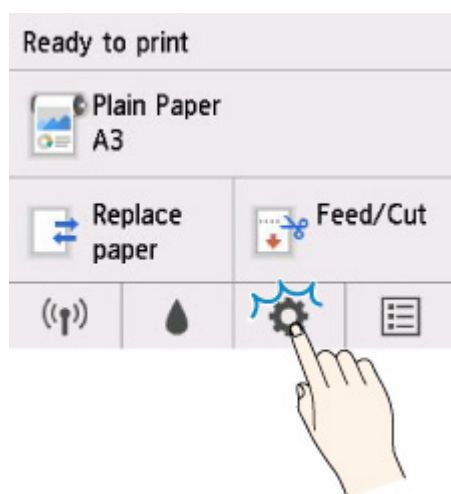 Ready to print
Plain Paper
A3
Replace
paper
Feed/Cut